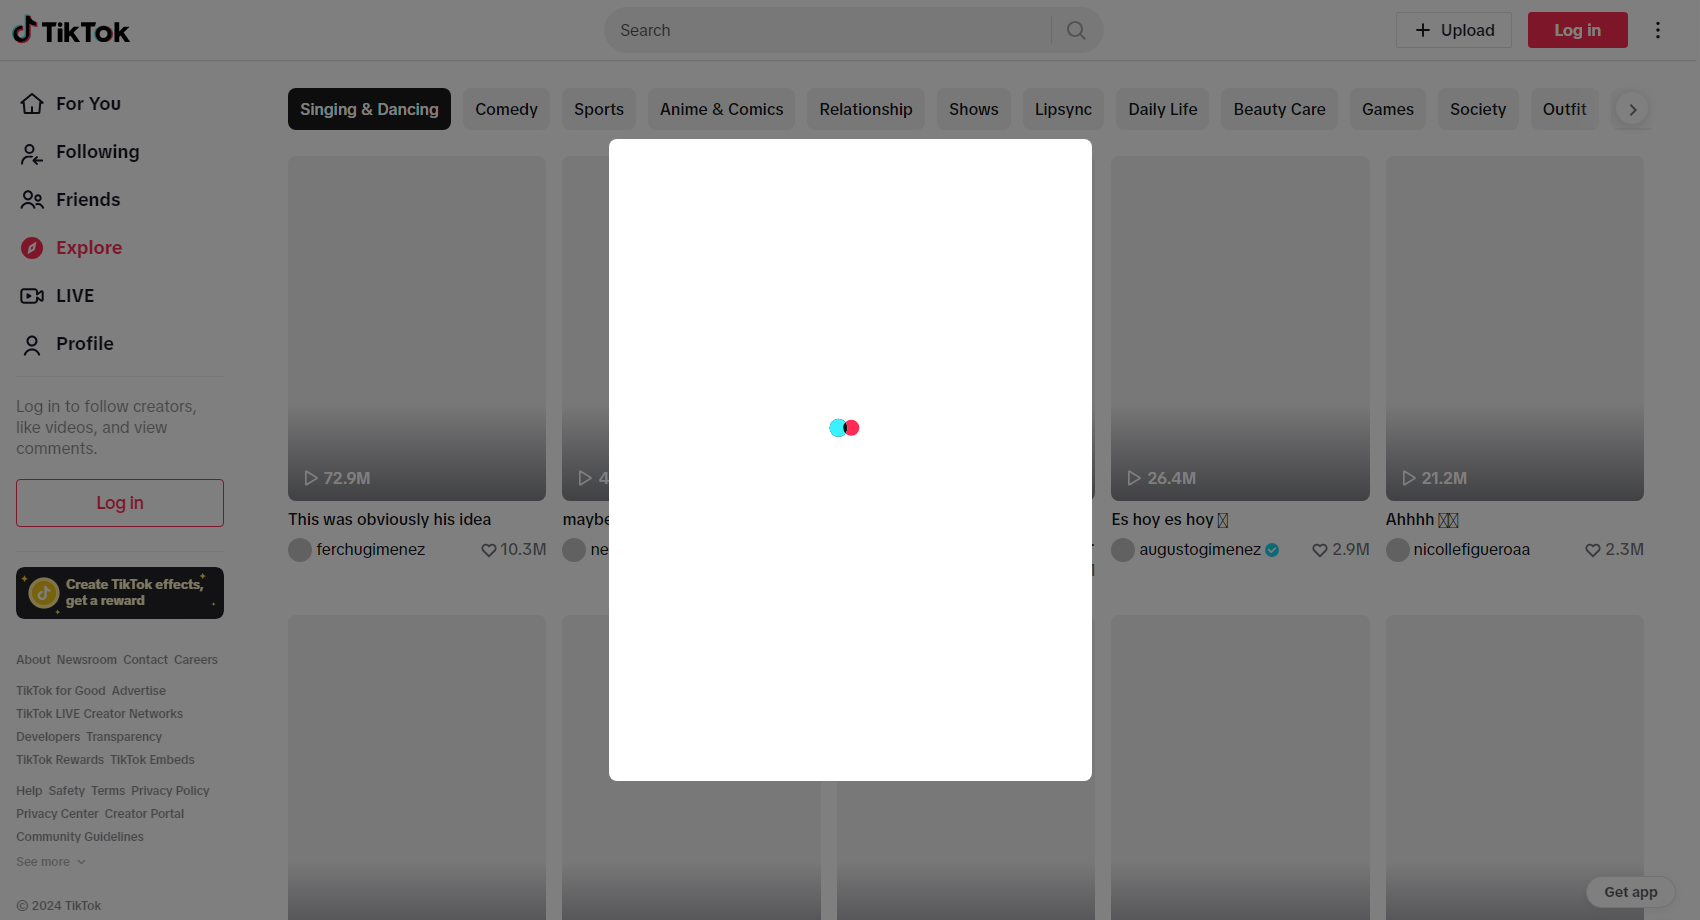 TikTok
Search
Upload
Log in
For You
Following
Friends
Explore
LIVE
Profile
Log in to follow creators,
like videos, and view
comments.
Log in
Create TikTok effects,
get a reward
About Newsroom Contact Careers
TikTok for Good Advertise
TikTok LIVE Creator Networks
Developers Transparency
TikTok Rewards TikTok Embeds
Help Safety Terms Privacy Policy
Privacy Center Creator Portal
Community Guidelines
See more
© 2024 TikTok
Singing & Dancing Comedy Sports Anime & Comics Relationship Shows Lipsync Daily Life Beauty Care Games Society Outfit
72.9M
This was obviously his idea
ferchugimenez 10.3M
4
maybe
ne
26.4M
Es hoy es hoy
augustogimenez 2.9M
21.2M
Ahhhh
nicollefigueroaa 2.3M
Get app